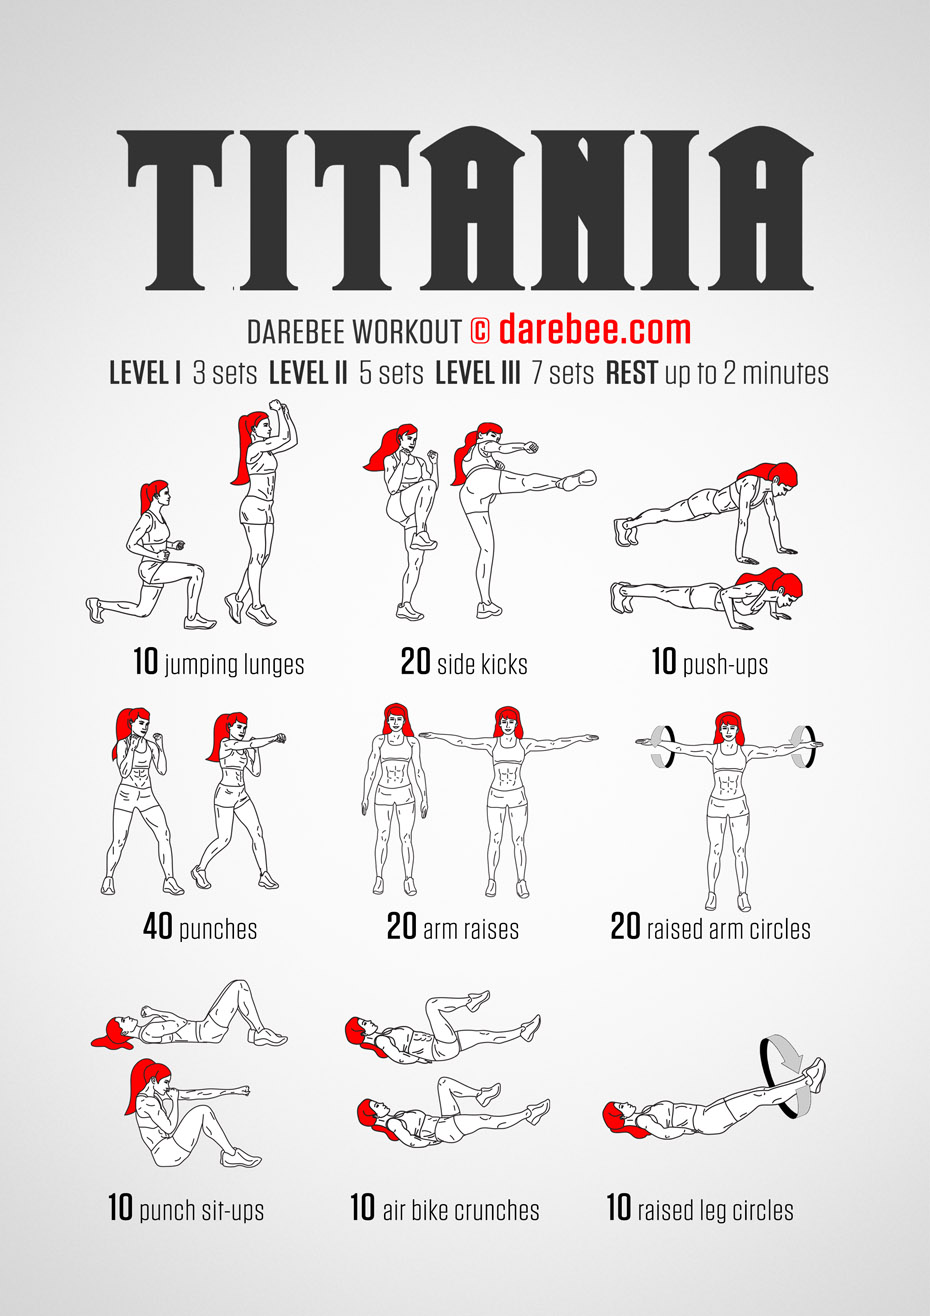 TITANIA
DAREBEE WORKOUT © darebee.com
LEVEL I 3 sets LEVEL II 5 sets LEVEL III 7 sets REST up to 2 minutes
10 jumping lunges
20 side kicks
10 push-ups
40 punches
20 arm raises
20 raised arm circles
10 punch sit-ups
10 air bike crunches
10 raised leg circles